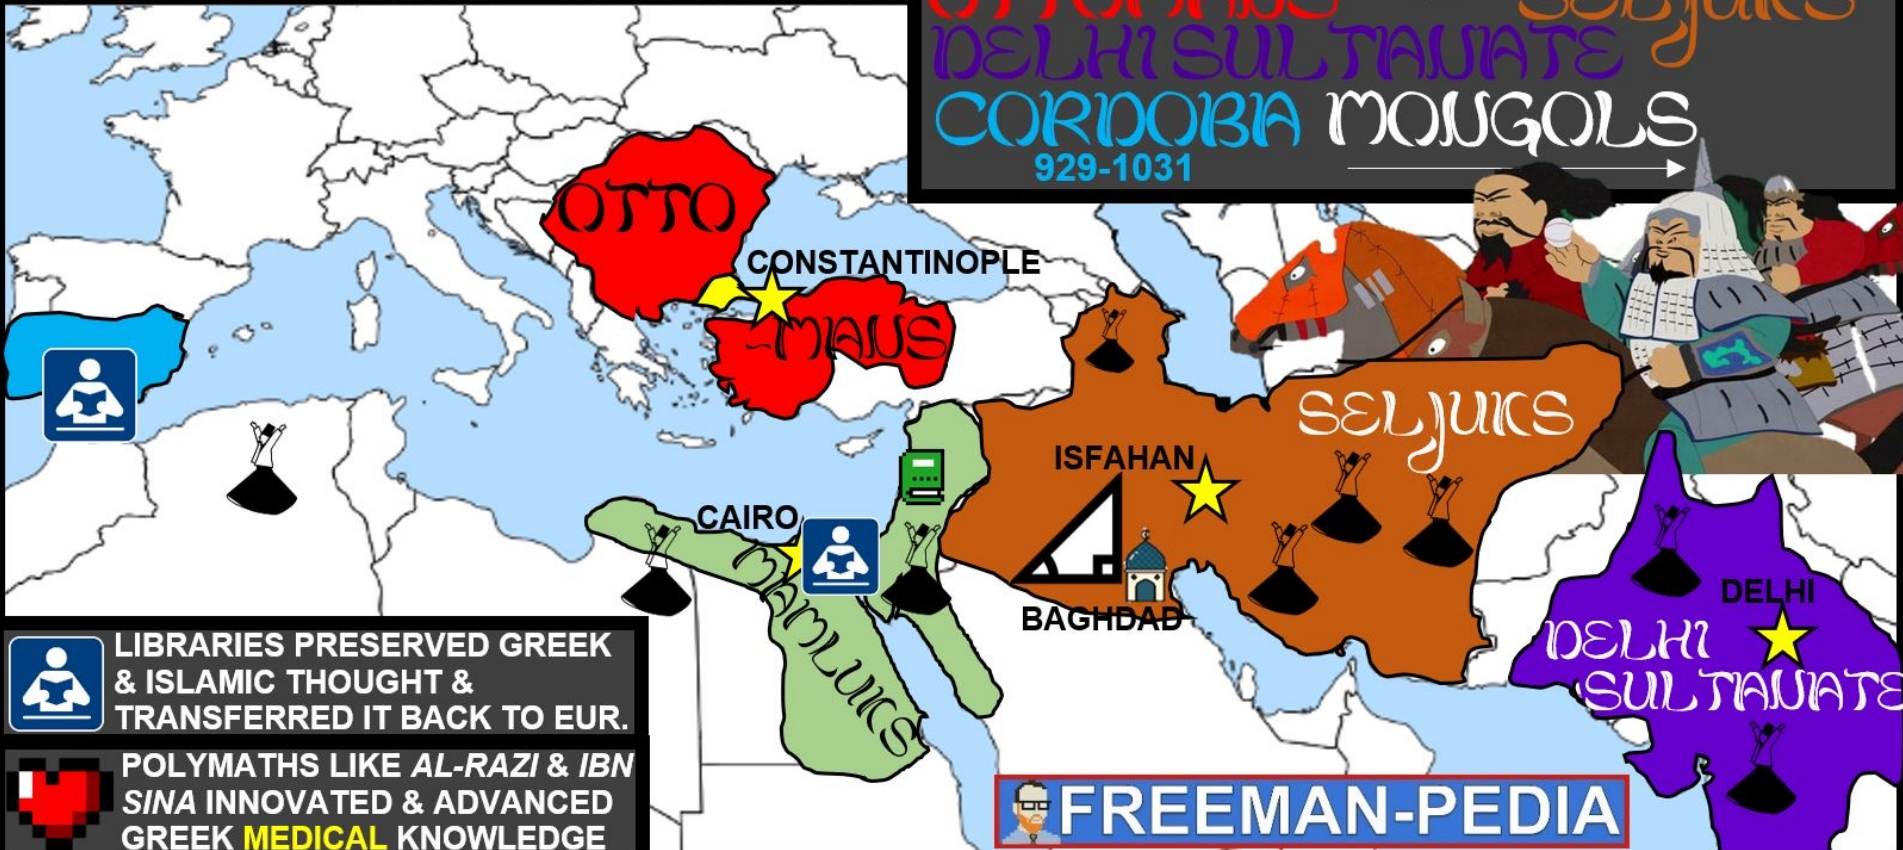 OTTOMANS SELJUKS
DELHI SULTANATE
CORDOBA MONGOLS
929-1031
OTTO
CONSTANTINOPLE
-MANS
SELJUKS
ISFAHAN
CAIRO
MAMLUKS
BAGHDAD
DELHI
DELHI
SULTANATE
LIBRARIES PRESERVED GREEK
& ISLAMIC THOUGHT &
TRANSFERRED IT BACK TO EUR.
POLYMATHS LIKE AL-RAZI & IBN
SINA INNOVATED & ADVANCED
GREEK MEDICAL KNOWLEDGE
FREEMAN-PEDIA